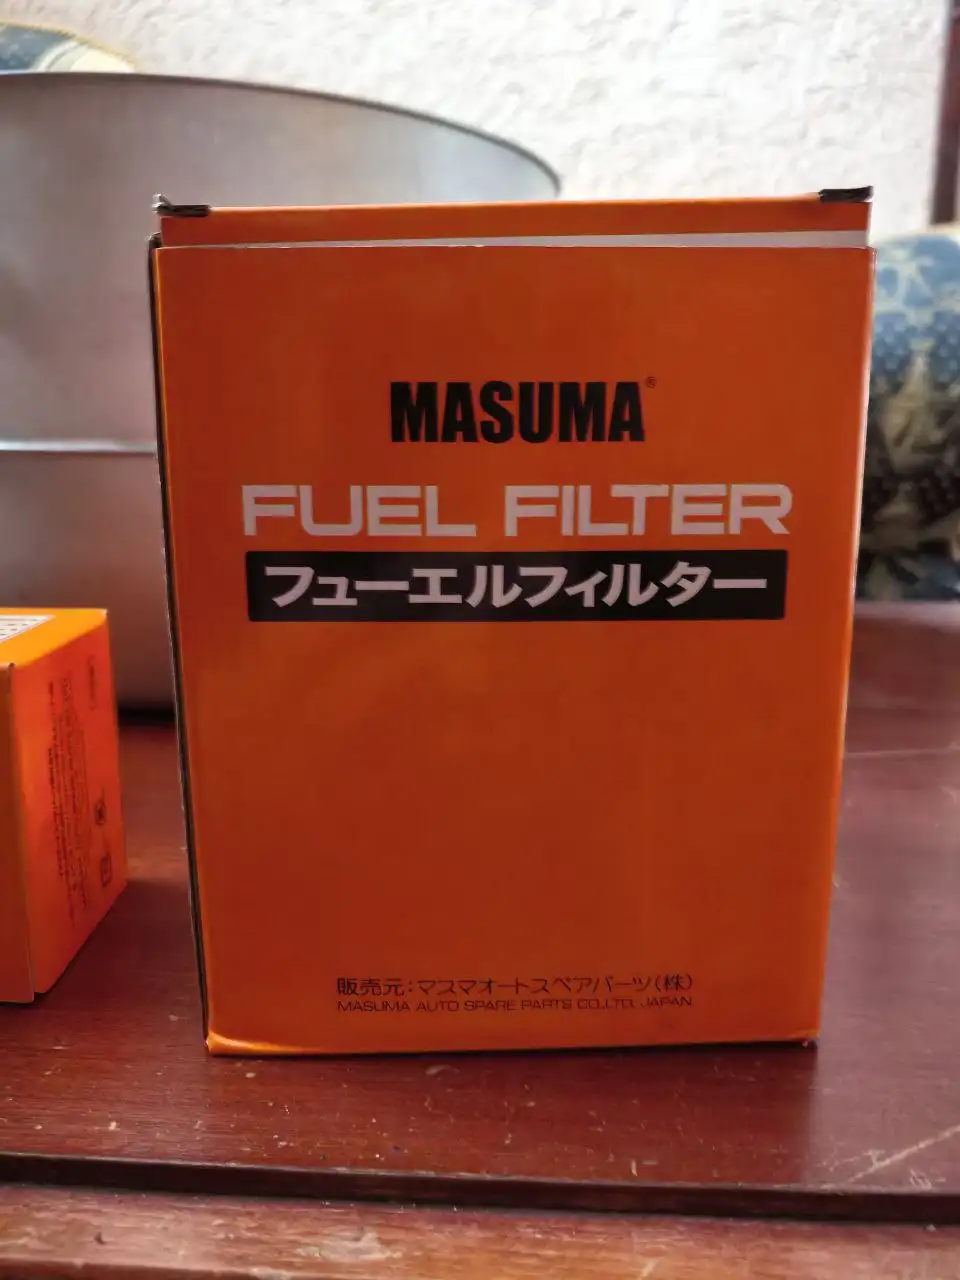 MASUMA®
FUEL FILTER
フューエルフィルター
販売元：マスマオートスペアパーツ（株）
MASUMA AUTO SPARE PARTS CO.,LTD. JAPAN